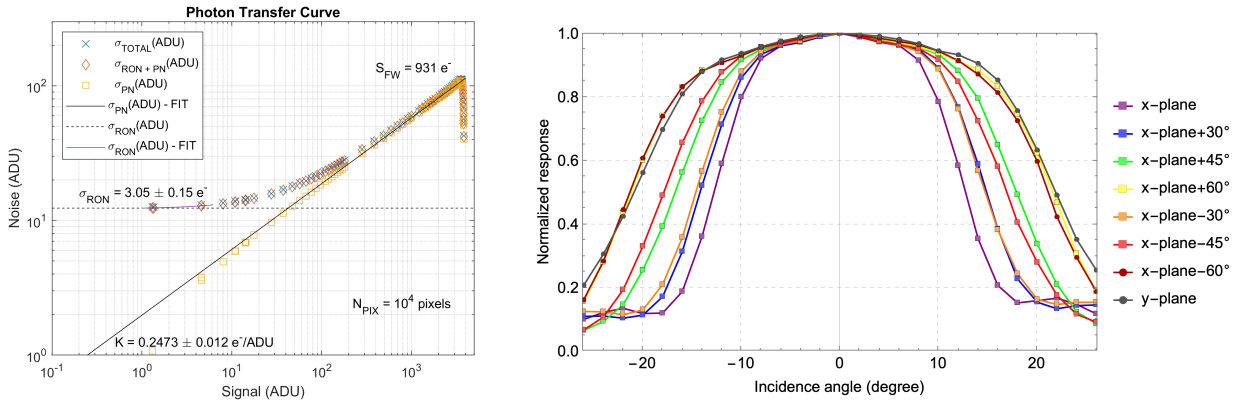 Photon Transfer Curve
σTOTAL(ADU)
σRON + PN(ADU)
σPN(ADU)
σPN(ADU) - FIT
σRON(ADU)
σRON(ADU) - FIT
SFW = 931 e-
σRON = 3.05 ± 0.15 e-
NPIX = 10^4 pixels
K = 0.2473 ± 0.012 e-/ADU
Noise (ADU)
10^2
10^1
10^0
10^-1 10^0 10^1 10^2 10^3
Signal (ADU)
Normalized response
1.0
0.8
0.6
0.4
0.2
0.0
−20 −10 0 10 20
Incidence angle (degree)
x−plane
x−plane+30°
x−plane+45°
x−plane+60°
x−plane−30°
x−plane−45°
x−plane−60°
y−plane